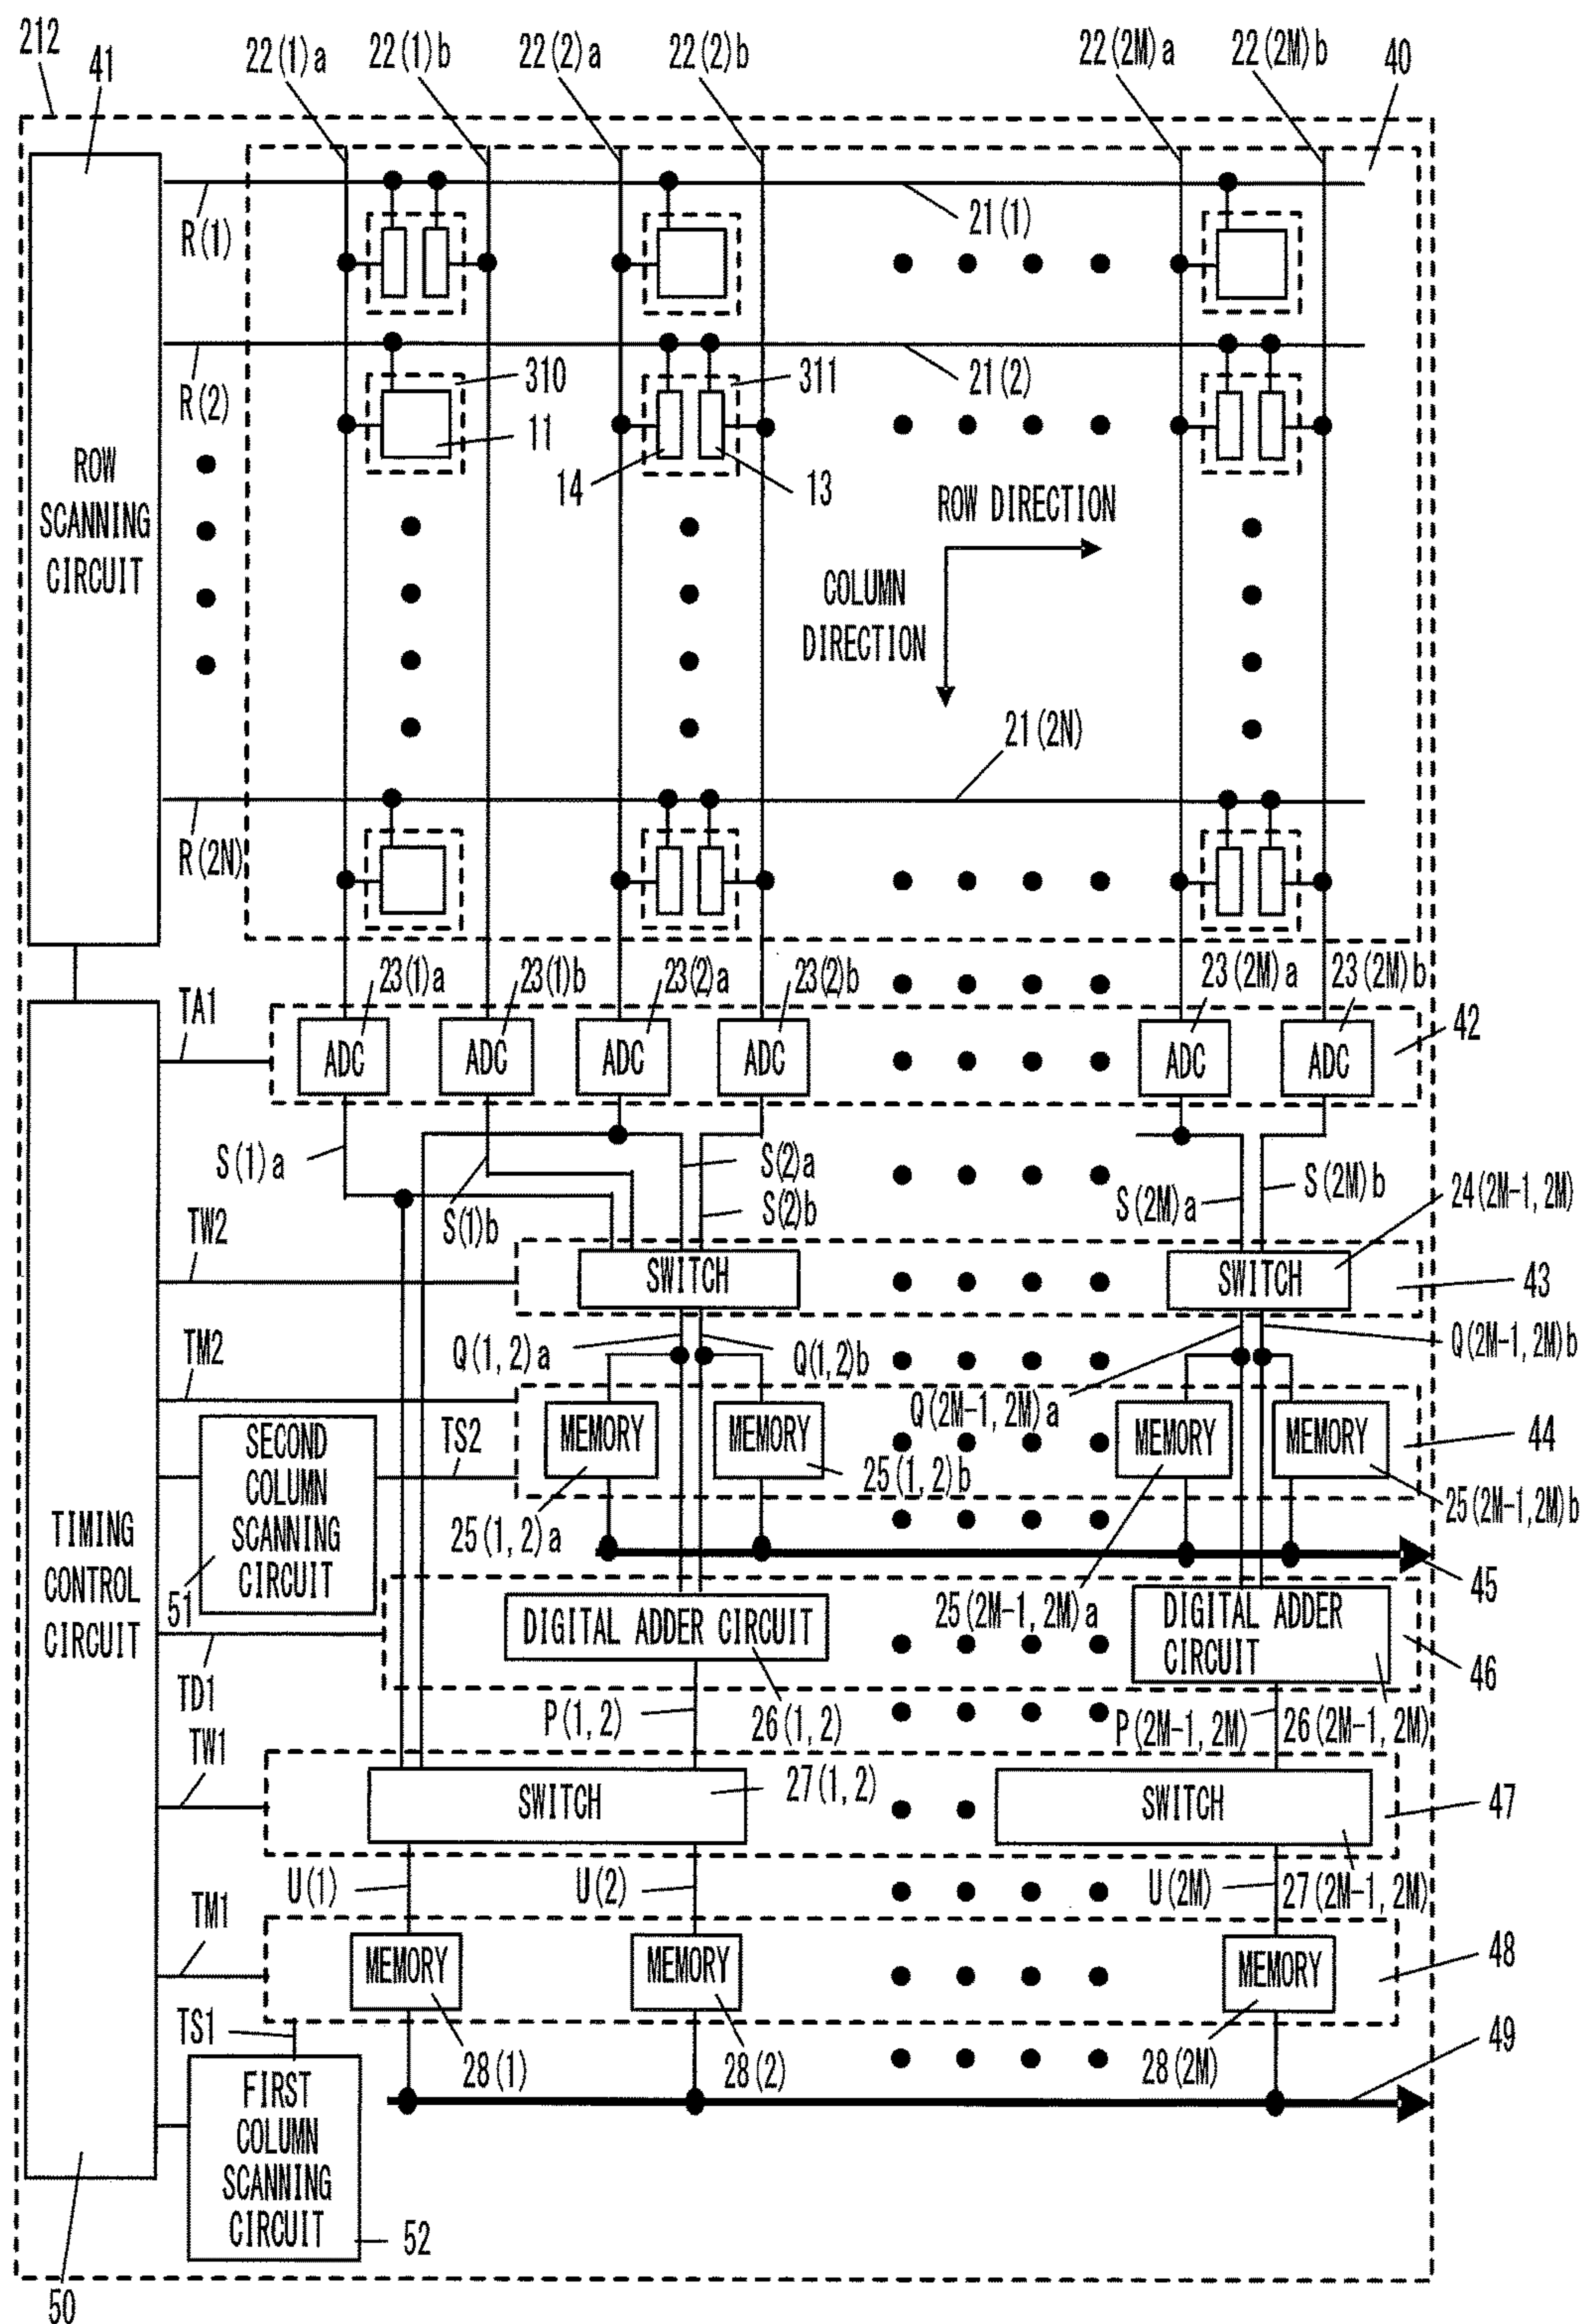 212
41
22(1)a
22(1)b
22(2)a
22(2)b
22(2M)a
22(2M)b
40
R(1)
21(1)
R(2)
310
11
311
21(2)
14
13
ROW
SCANNING
CIRCUIT
ROW DIRECTION
COLUMN
DIRECTION
21(2N)
R(2N)
23(1)a
23(1)b
23(2)a
23(2)b
23(2M)a
23(2M)b
TA1
ADC
ADC
ADC
ADC
ADC
ADC
42
S(1)a
S(1)b
S(2)a
S(2)b
S(2M)a
S(2M)b
24(2M-1,2M)
TW2
SWITCH
SWITCH
43
Q(1,2)a
Q(1,2)b
Q(2M-1,2M)a
Q(2M-1,2M)b
TM2
MEMORY
MEMORY
MEMORY
MEMORY
44
SECOND
COLUMN
SCANNING
CIRCUIT
TS2
25(1,2)a
25(1,2)b
25(2M-1,2M)a
25(2M-1,2M)b
45
51
TIMING
CONTROL
CIRCUIT
TD1
DIGITAL ADDER CIRCUIT
DIGITAL ADDER
CIRCUIT
46
P(1,2)
26(1,2)
P(2M-1,2M)
26(2M-1,2M)
TW1
SWITCH
27(1,2)
SWITCH
47
U(1)
U(2)
U(2M)
27(2M-1,2M)
TM1
MEMORY
MEMORY
MEMORY
48
TS1
28(1)
28(2)
28(2M)
49
FIRST
COLUMN
SCANNING
CIRCUIT
52
50